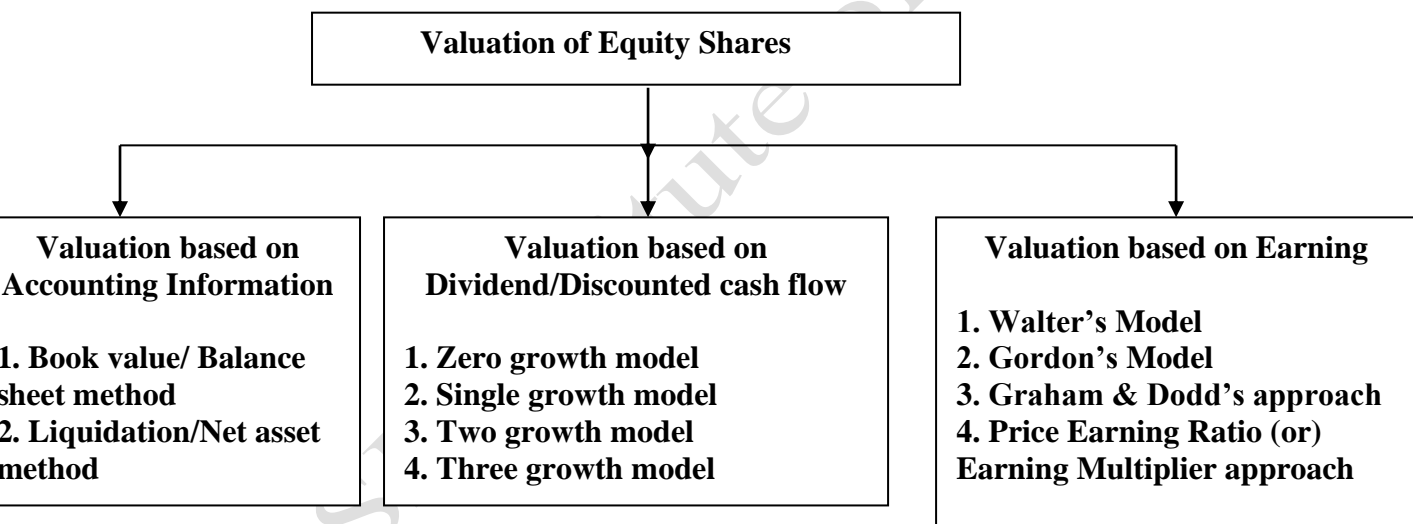 Valuation of Equity Shares
Valuation based on
Accounting Information
1. Book value/ Balance
sheet method
2. Liquidation/Net asset
method
Valuation based on
Dividend/Discounted cash flow
1. Zero growth model
2. Single growth model
3. Two growth model
4. Three growth model
Valuation based on Earning
1. Walter’s Model
2. Gordon’s Model
3. Graham & Dodd’s approach
4. Price Earning Ratio (or)
Earning Multiplier approach